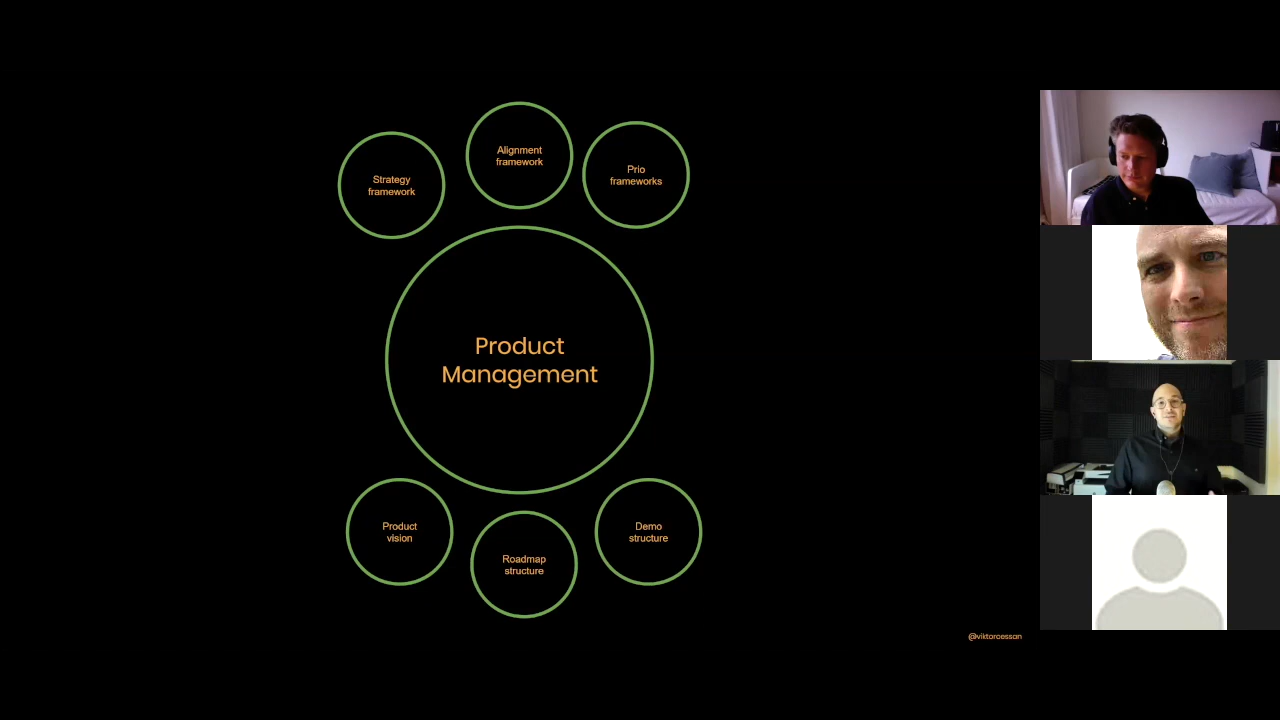 Alignment
framework
Prio
frameworks
Strategy
framework
Product
Management
Product
vision
Demo
structure
Roadmap
structure
@viktorcessan